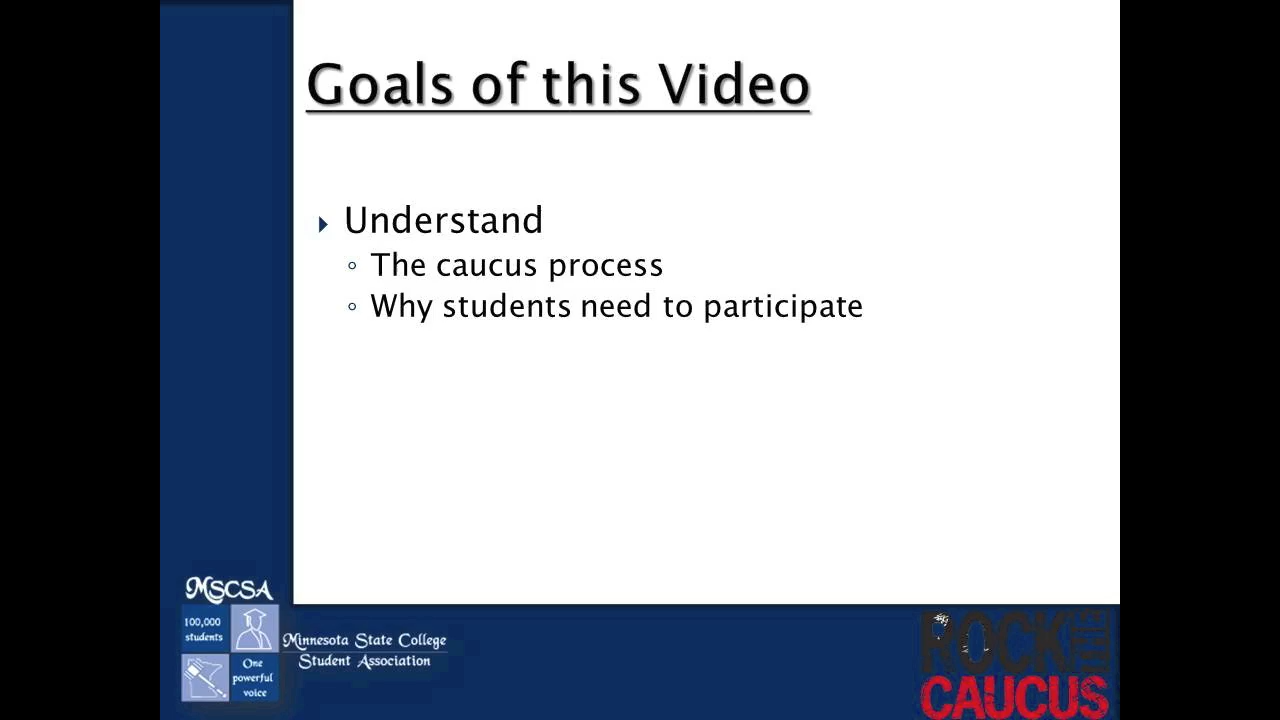 Goals of this Video
Understand
The caucus process
Why students need to participate
MSCSA
100,000
students
One
powerful
voice
Minnesota State College
Student Association
ROCK THE
CAUCUS